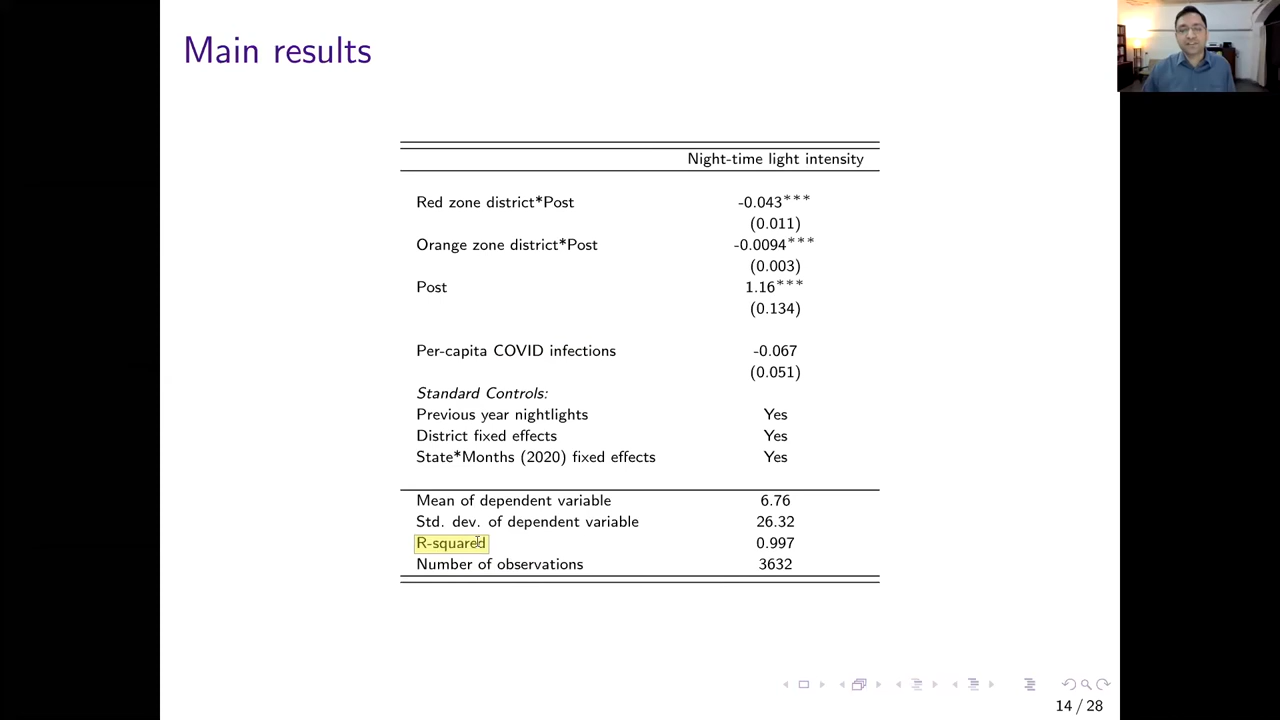 Main results
Night-time light intensity
Red zone district*Post -0.043***
(0.011)
Orange zone district*Post -0.0094***
(0.003)
Post 1.16***
(0.134)
Per-capita COVID infections -0.067
(0.051)
Standard Controls:
Previous year nightlights Yes
District fixed effects Yes
State*Months (2020) fixed effects Yes
Mean of dependent variable 6.76
Std. dev. of dependent variable 26.32
R-squared 0.997
Number of observations 3632
14 / 28